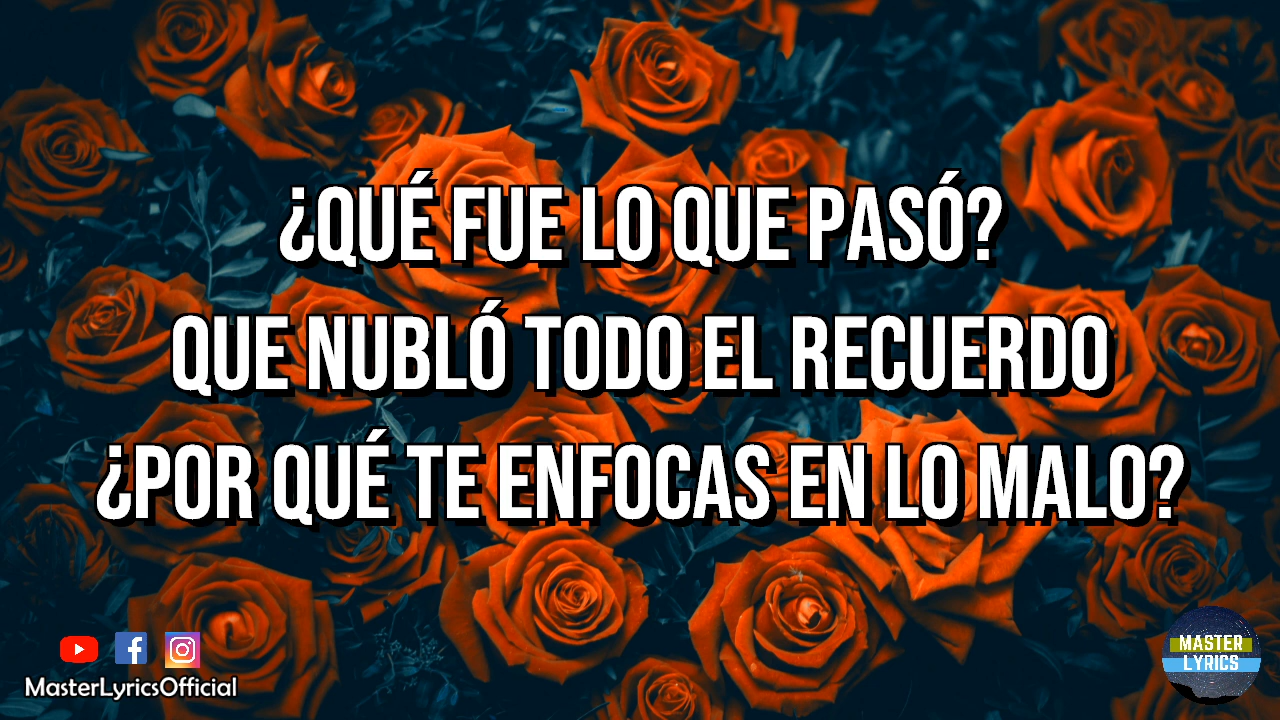 ¿QUÉ FUE LO QUE PASÓ?
QUE NUBLÓ TODO EL RECUERDO
¿POR QUÉ TE ENFOCAS EN LO MALO?
MasterLyricsOfficial
MASTER
LYRICS